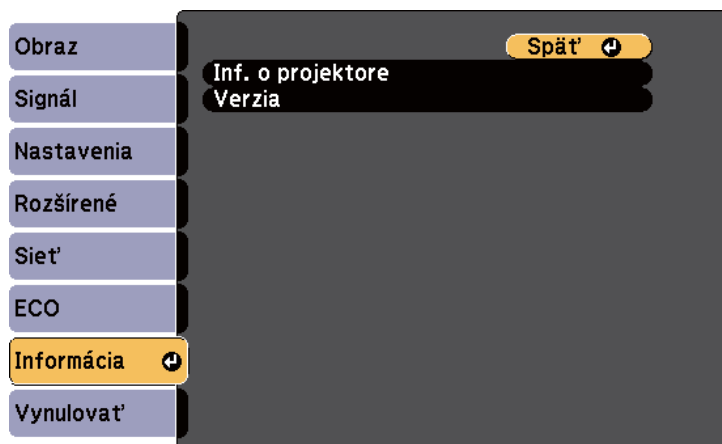 Obraz
Signál
Nastavenia
Rozšírené
Sieť
ECO
Informácia
Vynulovať
Späť
Inf. o projektore
Verzia